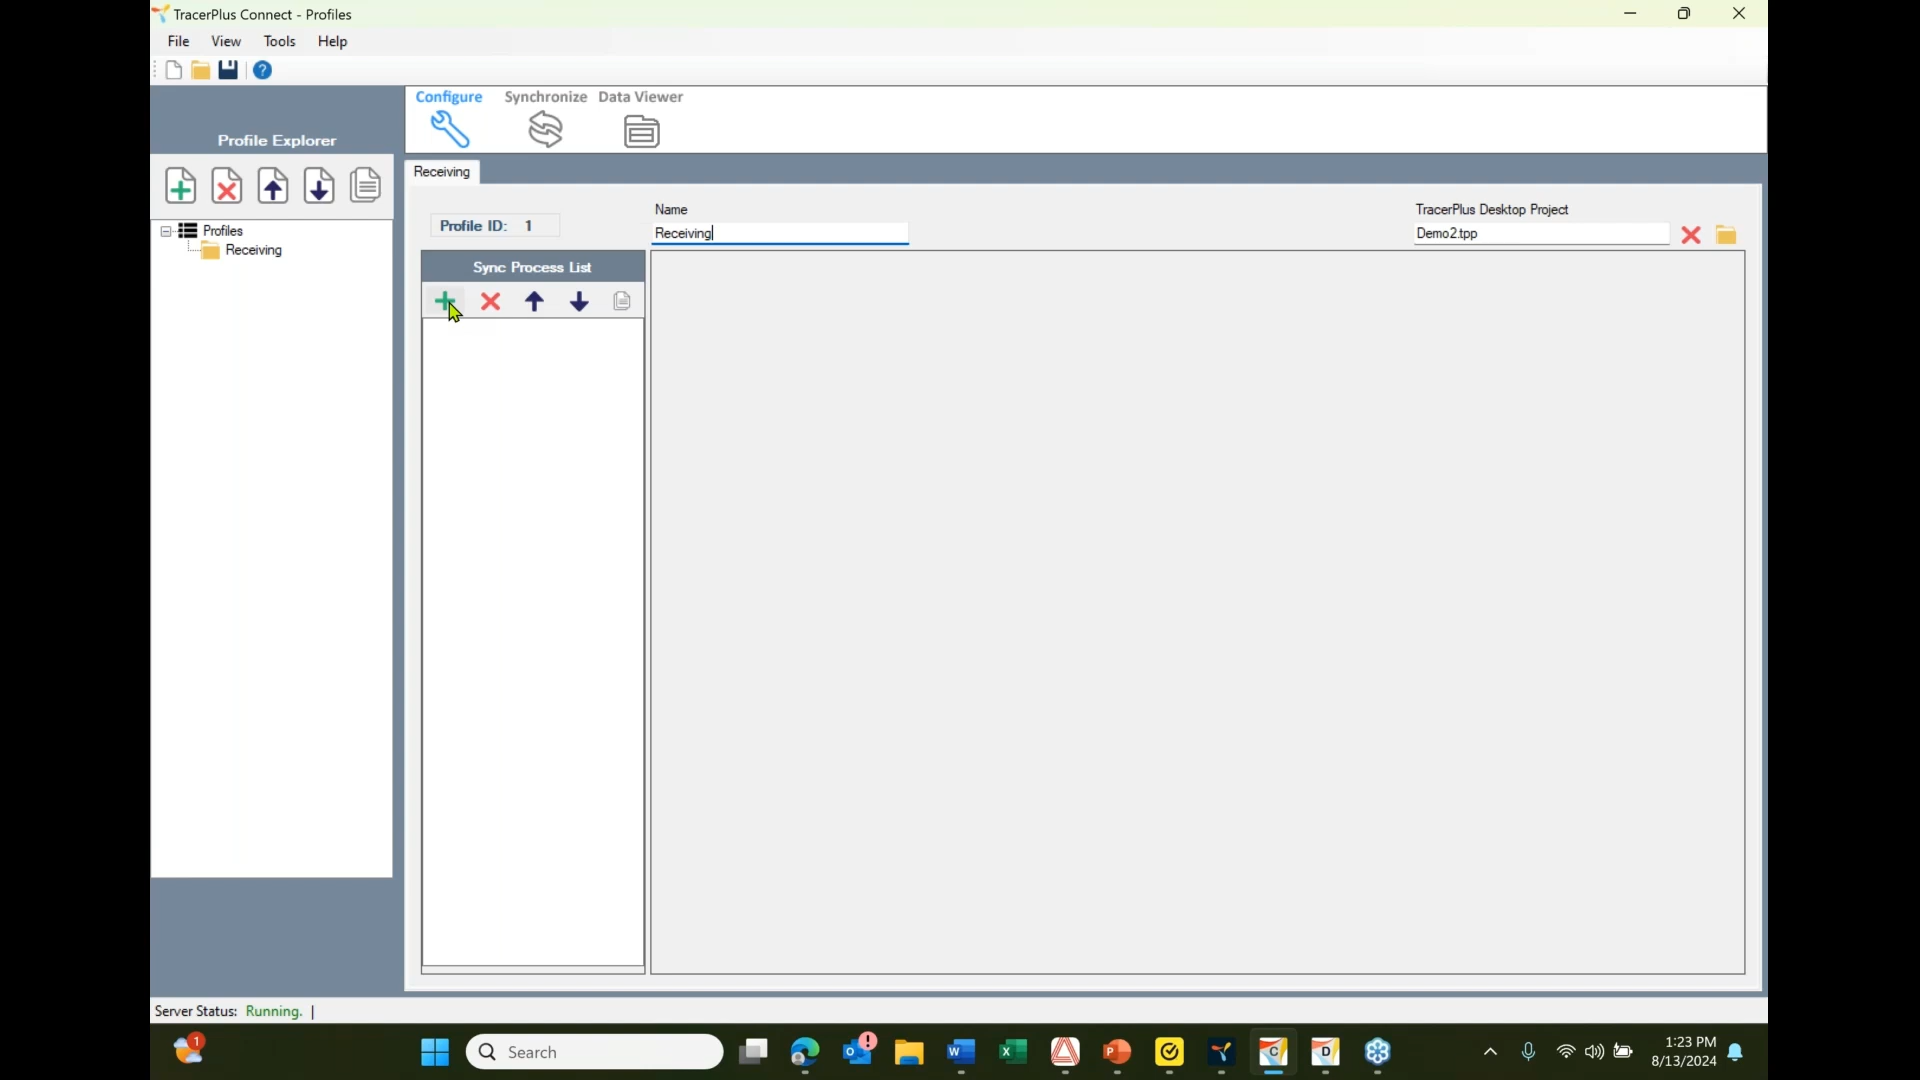 TracerPlus Connect - Profiles
File View Tools Help
Configure Synchronize Data Viewer
Profile Explorer
Receiving
Name
TracerPlus Desktop Project
Profile ID: 1
Receiving
Demo2.tpp
Profiles
Receiving
Sync Process List
Server Status: Running.
1
Search
1:23 PM
8/13/2024